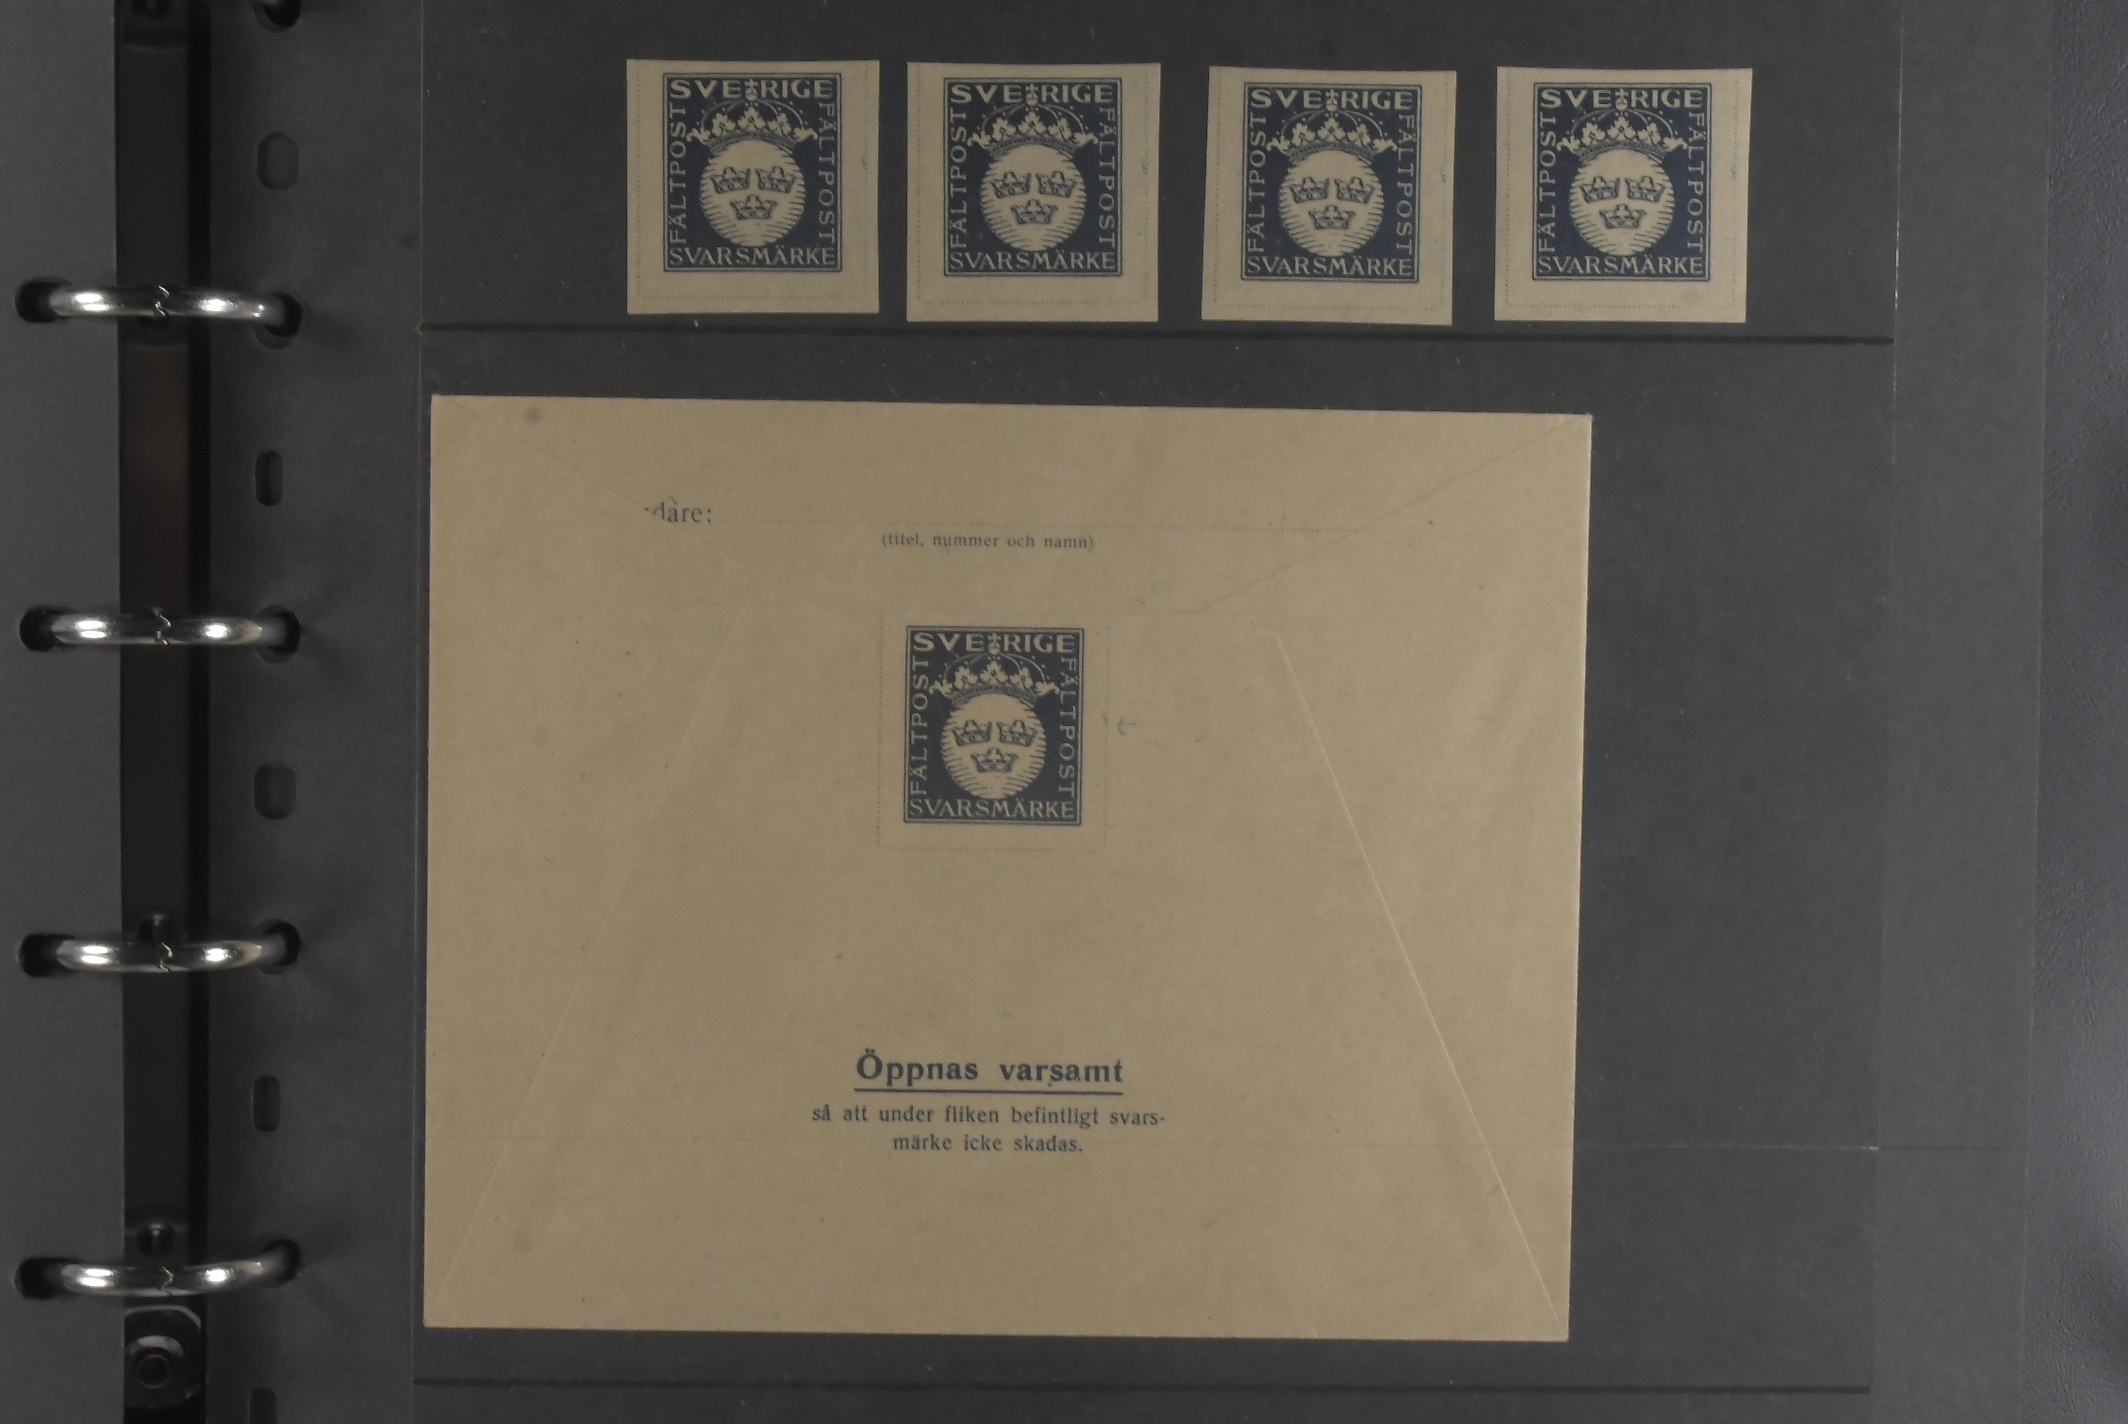 SVERIGE
FÄLTPOST
FÄLTPOST
SVARSMÄRKE
SVERIGE
FÄLTPOST
FÄLTPOST
SVARSMÄRKE
SVERIGE
FÄLTPOST
FÄLTPOST
SVARSMÄRKE
SVERIGE
FÄLTPOST
FÄLTPOST
SVARSMÄRKE
dare:
(titel, nummer och namn)
SVERIGE
FÄLTPOST
FÄLTPOST
SVARSMÄRKE
Öppnas varsamt
så att under fliken befintligt svars-
märke icke skadas.